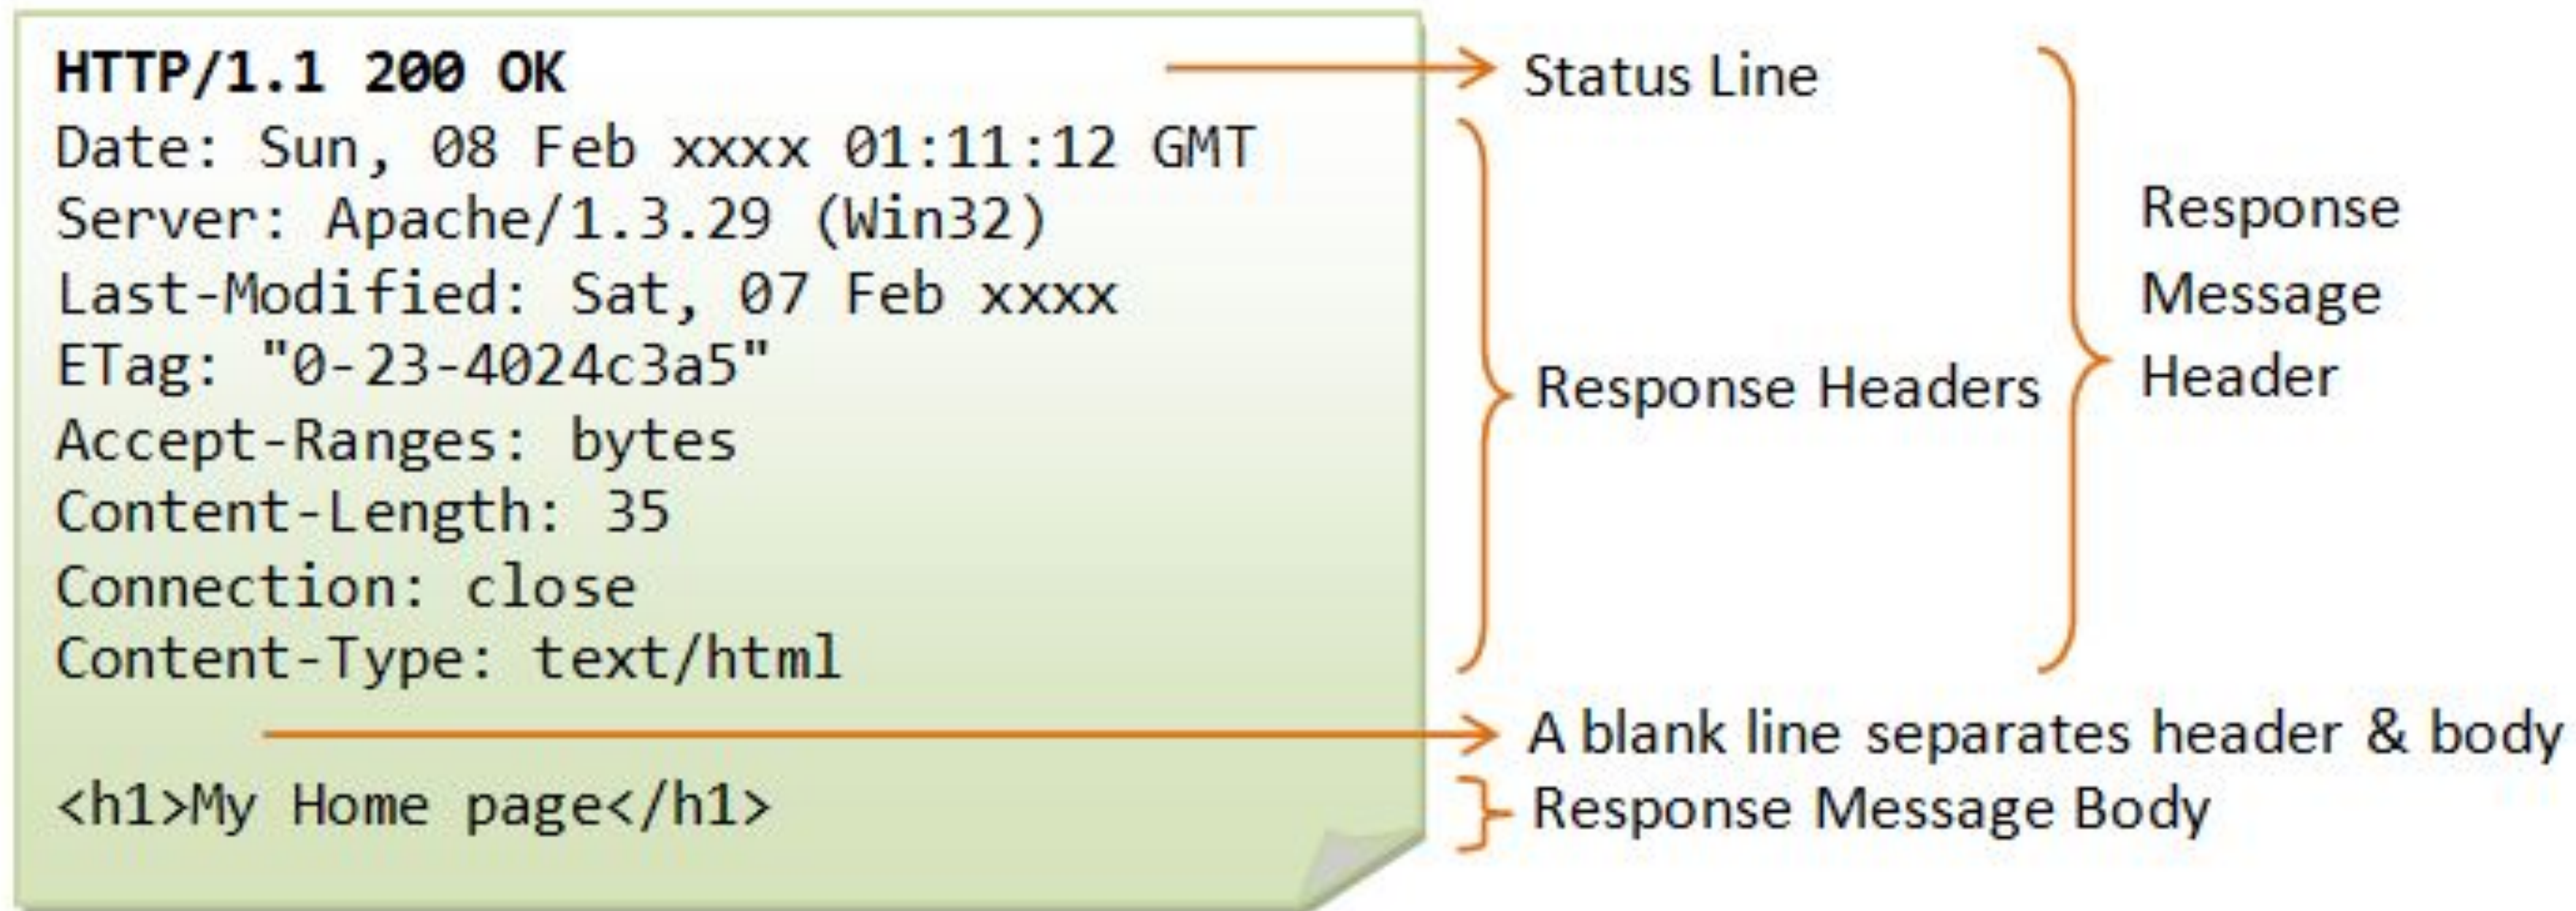 HTTP/1.1 200 OK
Date: Sun, 08 Feb xxxx 01:11:12 GMT
Server: Apache/1.3.29 (Win32)
Last-Modified: Sat, 07 Feb xxxx
ETag: "0-23-4024c3a5"
Accept-Ranges: bytes
Content-Length: 35
Connection: close
Content-Type: text/html
<h1>My Home page</h1>
Status Line
Response Headers
Response
Message
Header
A blank line separates header & body
Response Message Body